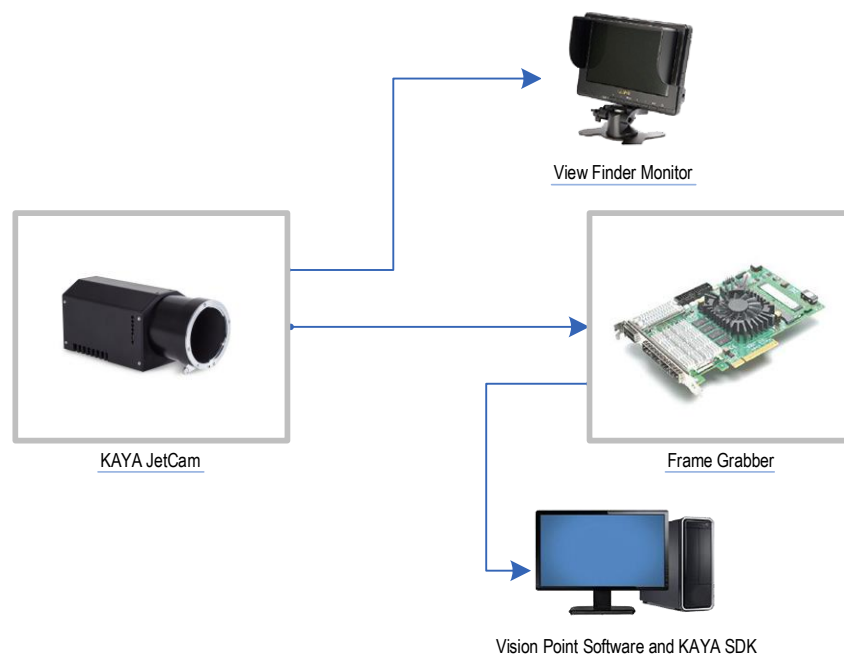 View Finder Monitor
KAYA JetCam
Frame Grabber
Vision Point Software and KAYA SDK